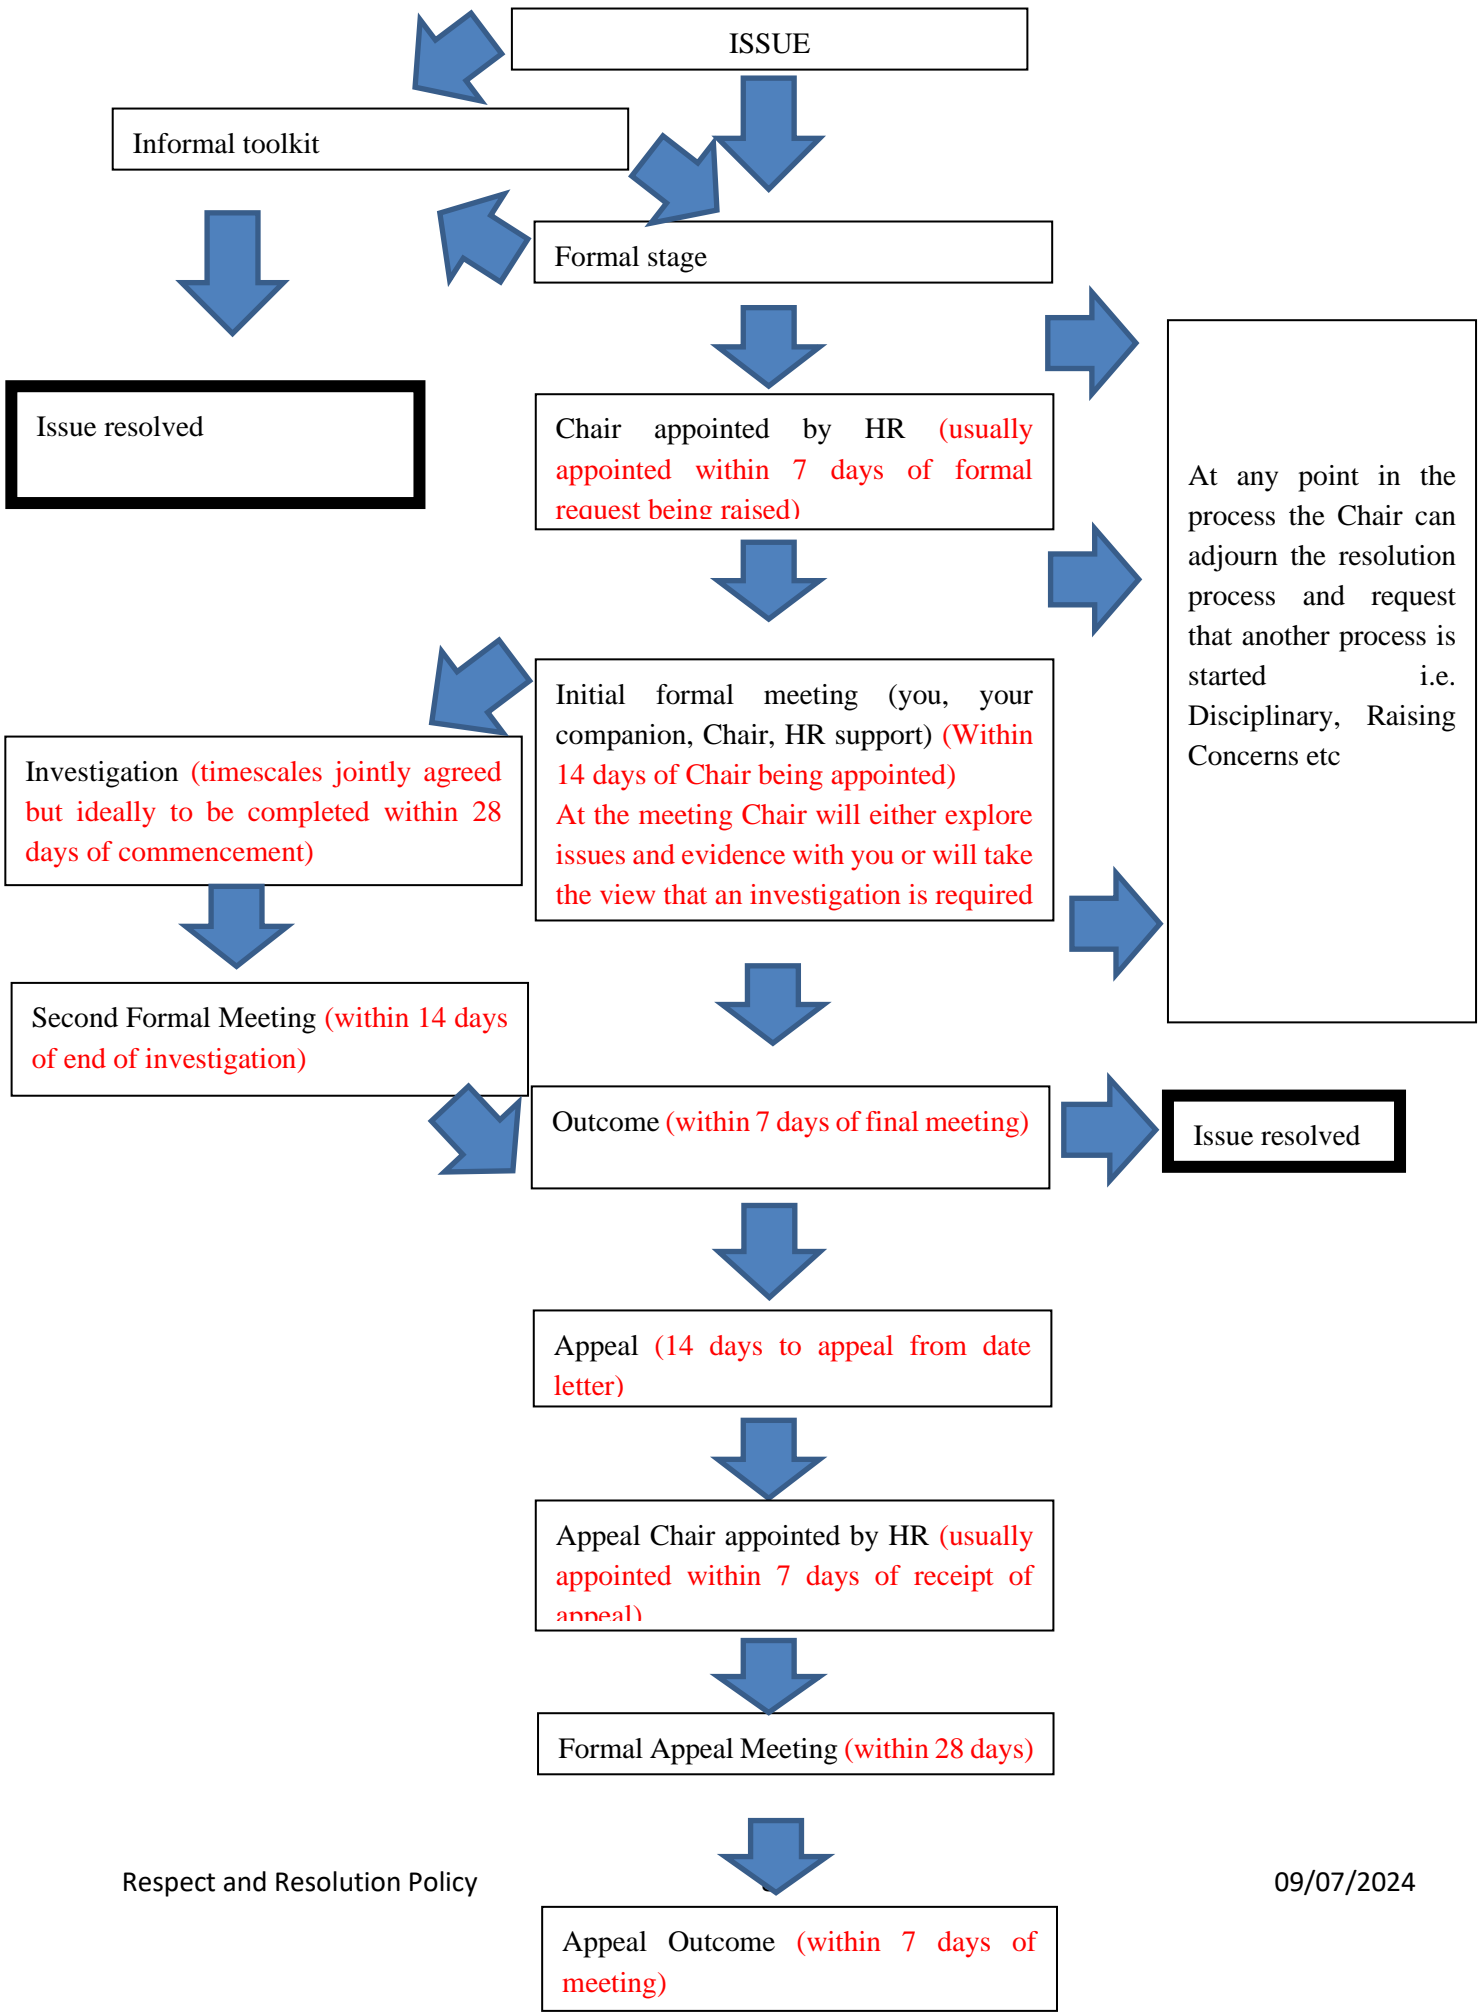 ISSUE
Informal toolkit
Formal stage
Issue resolved
Chair appointed by HR (usually
appointed within 7 days of formal
request being raised)
At any point in the
process the Chair can
adjourn the resolution
process and request
that another process is
started i.e.
Disciplinary, Raising
Concerns etc
Initial formal meeting (you, your
companion, Chair, HR support) (Within
14 days of Chair being appointed)
At the meeting Chair will either explore
issues and evidence with you or will take
the view that an investigation is required
Investigation (timescales jointly agreed
but ideally to be completed within 28
days of commencement)
Second Formal Meeting (within 14 days
of end of investigation)
Outcome (within 7 days of final meeting)
Issue resolved
Appeal (14 days to appeal from date
letter)
Appeal Chair appointed by HR (usually
appointed within 7 days of receipt of
appeal)
Formal Appeal Meeting (within 28 days)
Respect and Resolution Policy
09/07/2024
Appeal Outcome (within 7 days of
meeting)